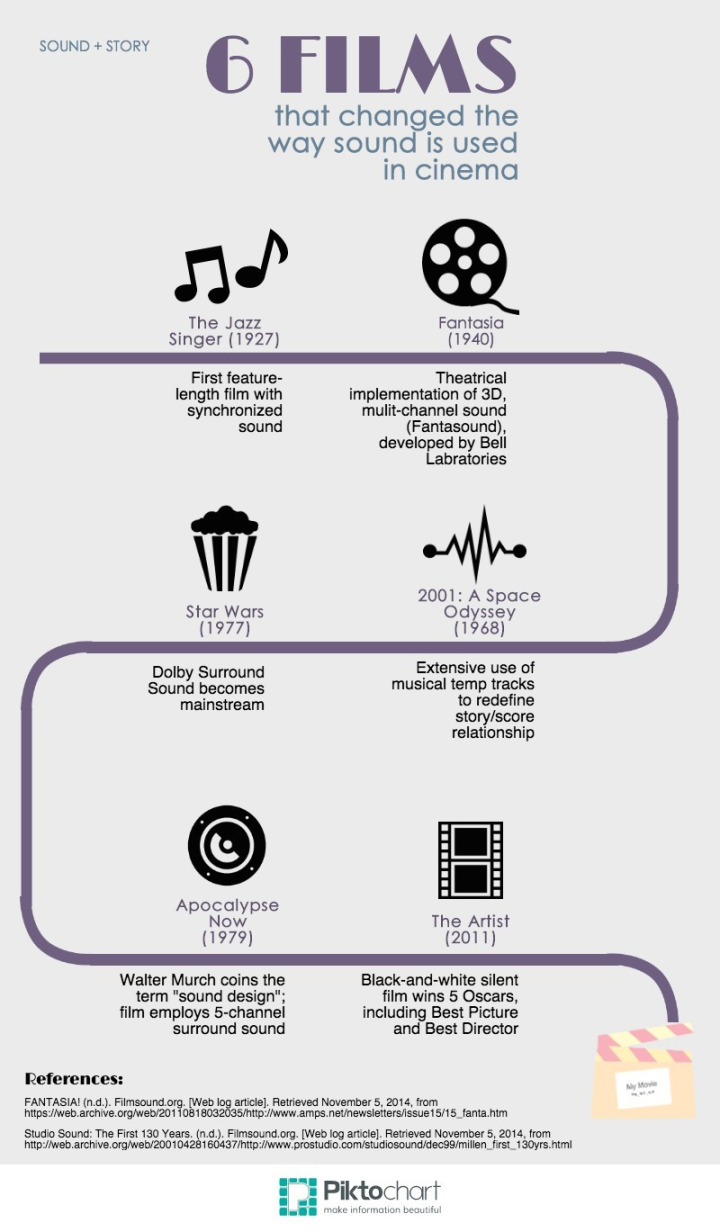 SOUND + STORY
6 FILMS
that changed the
way sound is used
in cinema
The Jazz
Singer (1927)
First feature-
length film with
synchronized
sound
Fantasia
(1940)
Theatrical
implementation of 3D,
mulit-channel sound
(Fantasound),
developed by Bell
Labratories
2001: A Space
Odyssey
(1968)
Extensive use of
musical temp tracks
to redefine
story/score
relationship
Star Wars
(1977)
Dolby Surround
Sound becomes
mainstream
Apocalypse
Now
(1979)
Walter Murch coins the
term "sound design";
film employs 5-channel
surround sound
The Artist
(2011)
Black-and-white silent
film wins 5 Oscars,
including Best Picture
and Best Director
My Movie
References:
FANTASIA! (n.d.). Filmsound.org. [Web log article]. Retrieved November 5, 2014, from
https://web.archive.org/web/20110818032035/http://www.amps.net/newsletters/issue15/15_fanta.htm
Studio Sound: The First 130 Years. (n.d.). Filmsound.org. [Web log article]. Retrieved November 5, 2014, from
http://web.archive.org/web/20010428160437/http://www.prostudio.com/studiosound/dec99/millen_first_130yrs.html
Piktochart
make information beautiful